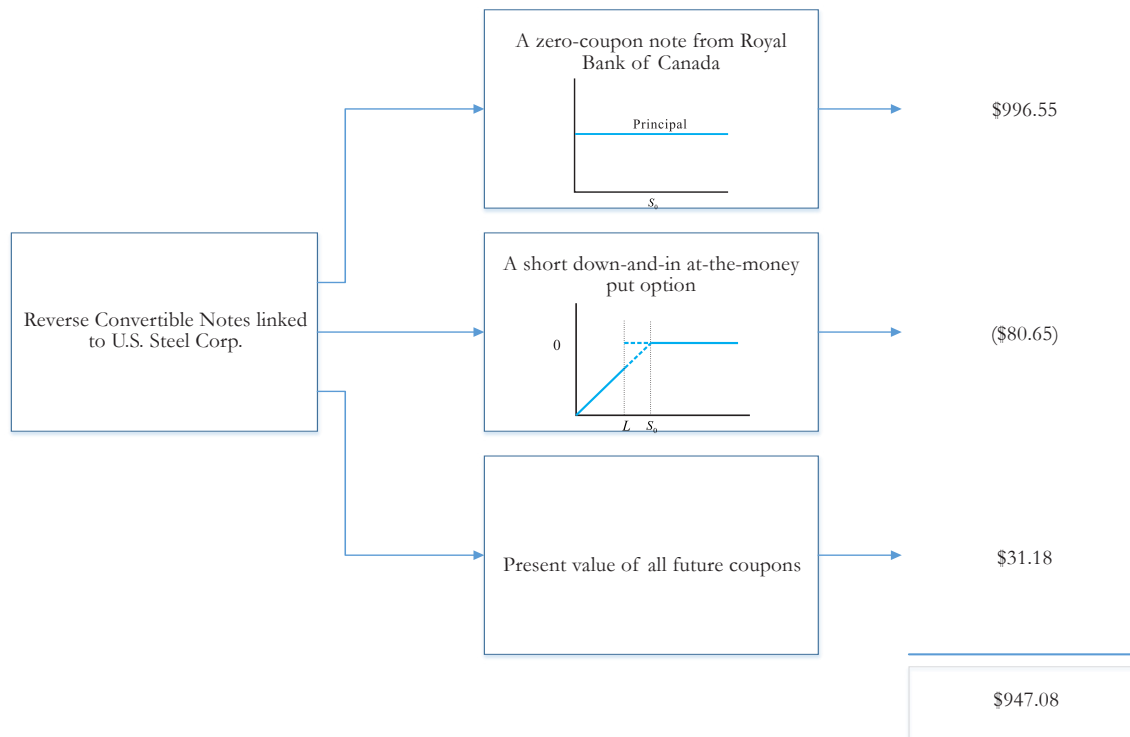 A zero-coupon note from Royal
Bank of Canada
Principal
S₀
$996.55
Reverse Convertible Notes linked
to U.S. Steel Corp.
A short down-and-in at-the-money
put option
0
L S₀
($80.65)
Present value of all future coupons
$31.18
$947.08